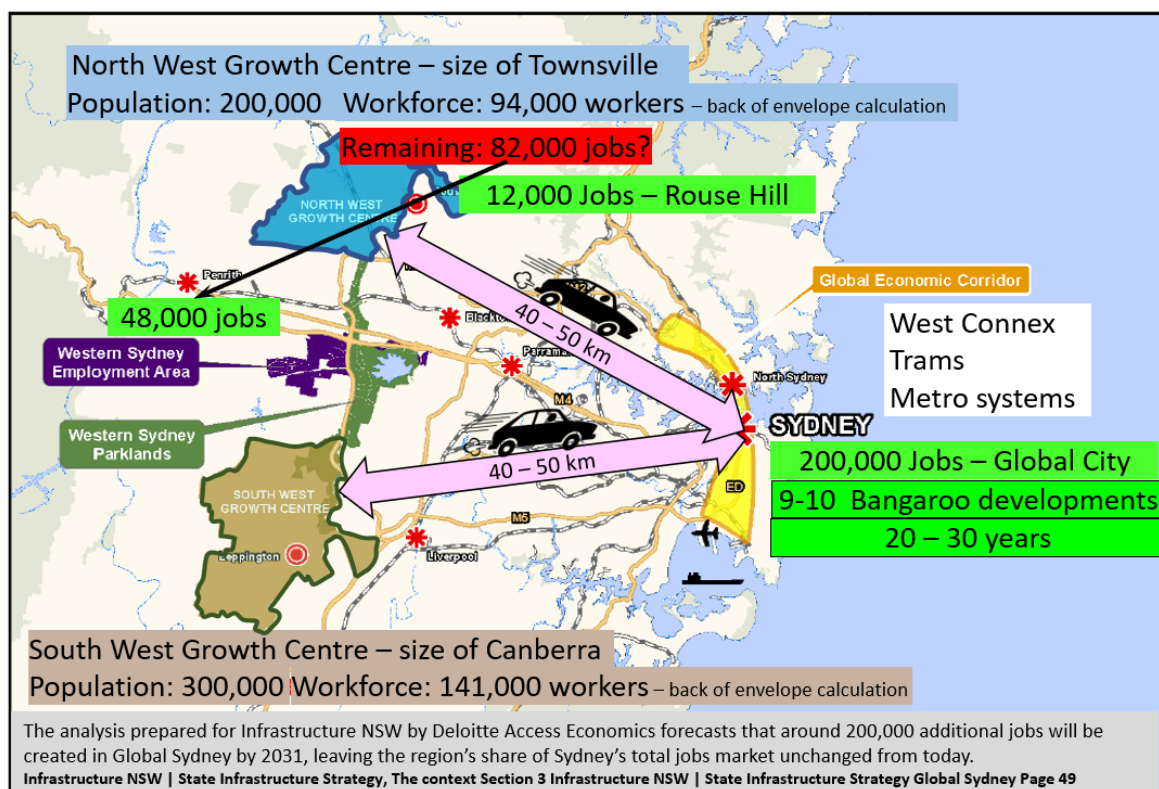 North West Growth Centre – size of Townsville
Population: 200,000 Workforce: 94,000 workers – back of envelope calculation
Remaining: 82,000 jobs?
12,000 Jobs – Rouse Hill
NORTH WEST
GROWTH CENTRE
Penrith
48,000 jobs
M2
40 – 50 km
Global Economic Corridor
West Connex
Trams
Metro systems
Western Sydney
Employment Area
North Sydney
M4
SYDNEY
Western Sydney
Parklands
40 – 50 km
200,000 Jobs – Global City
9-10 Bangaroo developments
20 – 30 years
ED
SOUTH WEST
GROWTH CENTRE
M5
Leppington
Liverpool
South West Growth Centre – size of Canberra
Population: 300,000 Workforce: 141,000 workers – back of envelope calculation
The analysis prepared for Infrastructure NSW by Deloitte Access Economics forecasts that around 200,000 additional jobs will be
created in Global Sydney by 2031, leaving the region's share of Sydney's total jobs market unchanged from today.
Infrastructure NSW | State Infrastructure Strategy, The context Section 3 Infrastructure NSW | State Infrastructure Strategy Global Sydney Page 49